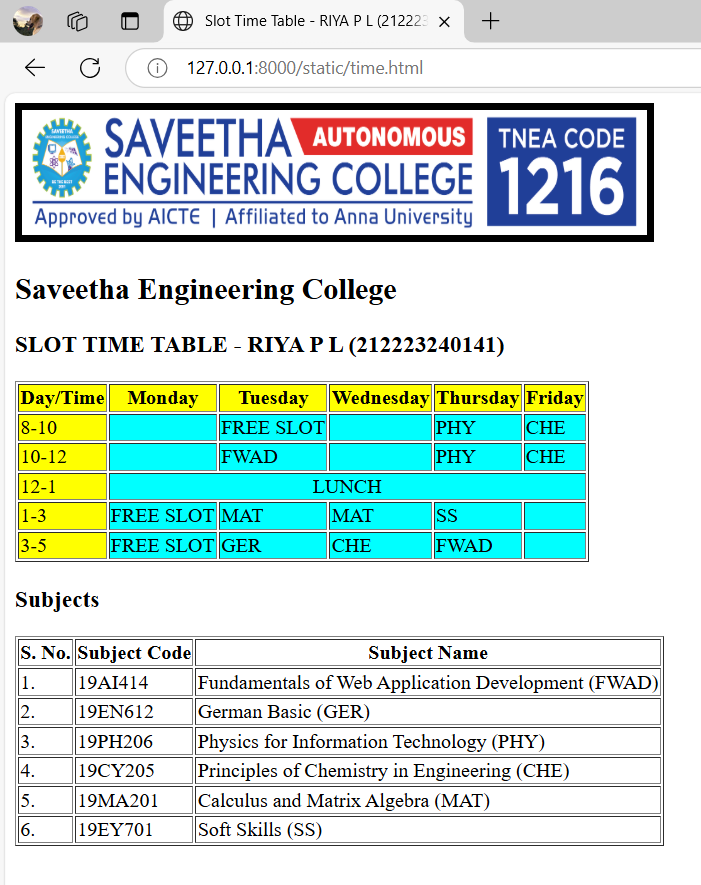 Slot Time Table - RIYA P L (212223
127.0.0.1:8000/static/time.html
SAVEETHA AUTONOMOUS
ENGINEERING COLLEGE
Approved by AICTE | Affiliated to Anna University
TNEA CODE
1216
Saveetha Engineering College
SLOT TIME TABLE - RIYA P L (212223240141)
Day/Time Monday Tuesday Wednesday Thursday Friday
8-10 FREE SLOT PHY CHE
10-12 FWAD PHY CHE
12-1 LUNCH
1-3 FREE SLOT MAT MAT SS
3-5 FREE SLOT GER CHE FWAD
Subjects
S. No. Subject Code Subject Name
1. 19AI414 Fundamentals of Web Application Development (FWAD)
2. 19EN612 German Basic (GER)
3. 19PH206 Physics for Information Technology (PHY)
4. 19CY205 Principles of Chemistry in Engineering (CHE)
5. 19MA201 Calculus and Matrix Algebra (MAT)
6. 19EY701 Soft Skills (SS)